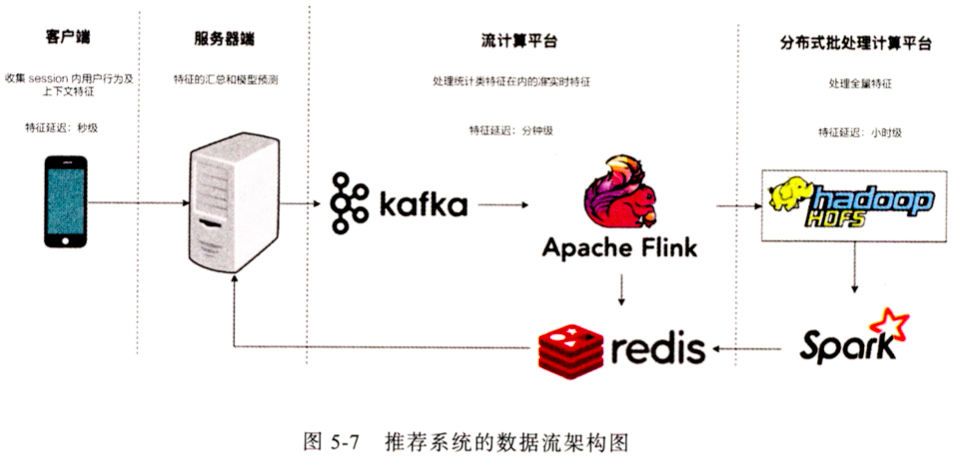 客户端
服务器端
流计算平台
分布式批处理计算平台
收集 session 内用户行为及
上下文特征
特征的汇总和模型预测
处理统计类特征在内的准实时特征
处理全量特征
特征延迟：秒级
特征延迟：分钟级
特征延迟：小时级
kafka
Apache Flink
hadoop
HDFS
redis
Spark
图 5-7 推荐系统的数据流架构图